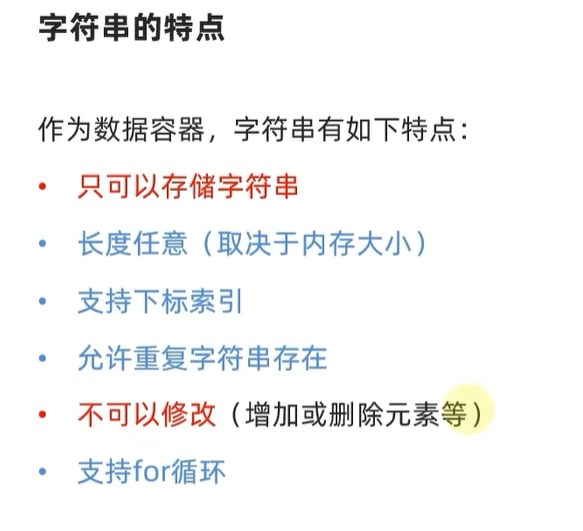 字符串的特点
作为数据容器，字符串有如下特点：
• 只可以存储字符串
• 长度任意（取决于内存大小）
• 支持下标索引
• 允许重复字符串存在
• 不可以修改（增加或删除元素等）
• 支持for循环